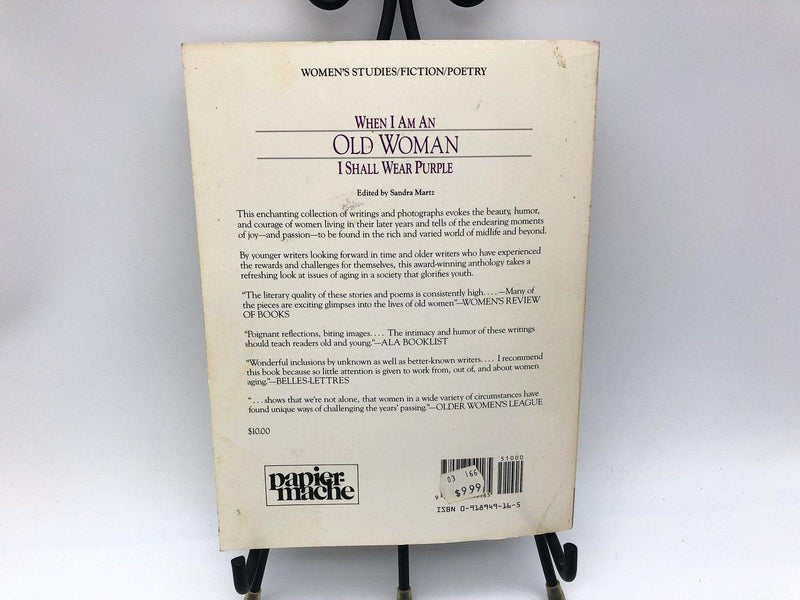 WOMEN'S STUDIES/FICTION/POETRY
WHEN I AM AN
OLD WOMAN
I SHALL WEAR PURPLE
Edited by Sandra Martz
This enchanting collection of writings and photographs evokes the beauty, humor,
and courage of women living in their later years and tells of the endearing moments
of joy—and passion—to be found in the rich and varied world of midlife and beyond.
By younger writers looking forward in time and older writers who have experienced
the rewards and challenges for themselves, this award-winning anthology takes a
refreshing look at issues of aging in a society that glorifies youth.
"The literary quality of these stories and poems is consistently high. . . . —Many of
the pieces are exciting glimpses into the lives of old women"—WOMEN'S REVIEW
OF BOOKS
"Poignant reflections, biting images. . . . The intimacy and humor of these writings
should teach readers old and young."—ALA BOOKLIST
"Wonderful inclusions by unknown as well as better-known writers. . . . I recommend
this book because so little attention is given to work from, out of, and about women
aging."—BELLES-LETTRES
" . . . shows that we're not alone, that women in a wide variety of circumstances have
found unique ways of challenging the years' passing."—OLDER WOMEN'S LEAGUE
$10.00
papier-
mache
51000
03 166
$9.99
ISBN 0-918949-16-5